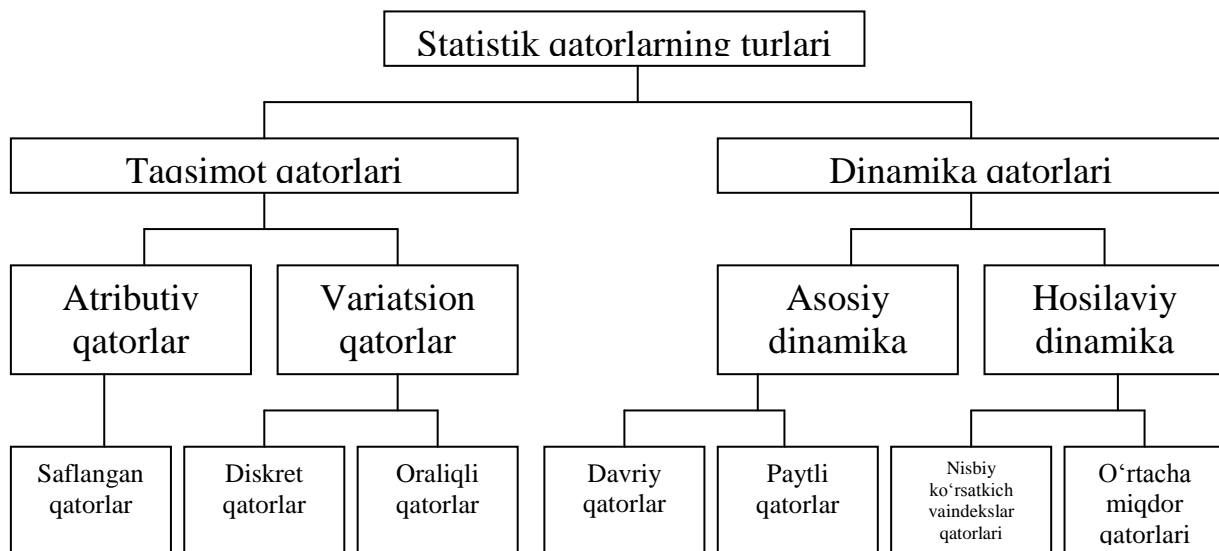 Statistik qatorlarning turlari
Taqsimot qatorlari
Dinamika qatorlari
Atributiv
qatorlar
Variatsion
qatorlar
Asosiy
dinamika
Hosilaviy
dinamika
Saflangan
qatorlar
Diskret
qatorlar
Oraliqli
qatorlar
Davriy
qatorlar
Paytli
qatorlar
Nisbiy
ko‘rsatkich
vaindekslar
qatorlari
O‘rtacha
miqdor
qatorlari